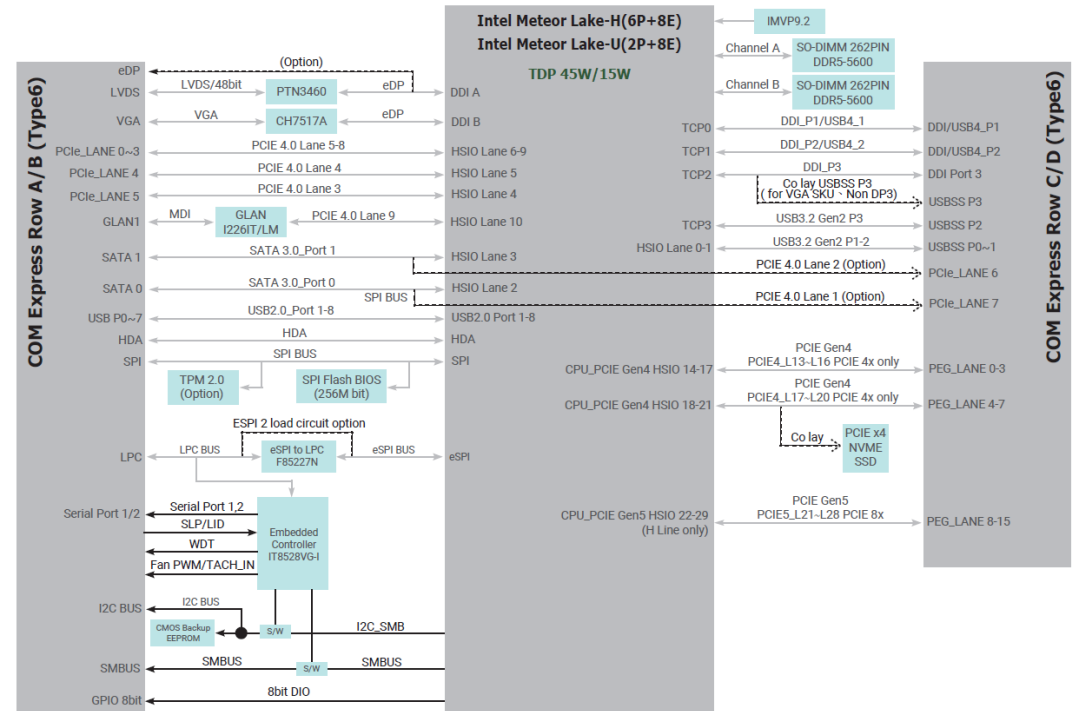 Intel Meteor Lake-H(6P+8E)
Intel Meteor Lake-U(2P+8E)
TDP 45W/15W
IMVP9.2
Channel A
SO-DIMM 262PIN
DDR5-5600
Channel B
SO-DIMM 262PIN
DDR5-5600
COM Express Row A/B (Type6)
eDP
(Option)
LVDS
LVDS/48bit
PTN3460
eDP
DDI A
VGA
VGA
CH7517A
eDP
DDI B
PCIe_LANE 0~3
PCIE 4.0 Lane 5-8
HSIO Lane 6-9
PCIe_LANE 4
PCIE 4.0 Lane 4
HSIO Lane 5
PCIe_LANE 5
PCIE 4.0 Lane 3
HSIO Lane 4
GLAN1
MDI
GLAN
I226IT/LM
PCIE 4.0 Lane 9
HSIO Lane 10
SATA 1
SATA 3.0_Port 1
HSIO Lane 3
SATA 0
SATA 3.0_Port 0
HSIO Lane 2
SPI BUS
USB P0~7
USB2.0_Port 1-8
USB2.0 Port 1-8
HDA
HDA
HDA
SPI
SPI BUS
SPI
TPM 2.0
(Option)
SPI Flash BIOS
(256M bit)
ESPI 2 load circuit option
LPC
LPC BUS
eSPI to LPC
F85227N
eSPI BUS
eSPI
Serial Port 1/2
Serial Port 1,2
SLP/LID
WDT
Fan PWM/TACH_IN
Embedded
Controller
IT8528VG-I
I2C BUS
I2C BUS
CMOS Backup
EEPROM
S/W
I2C_SMB
SMBUS
SMBUS
S/W
SMBUS
GPIO 8bit
8bit DIO
TCP0
DDI_P1/USB4_1
DDI/USB4_P1
TCP1
DDI_P2/USB4_2
DDI/USB4_P2
TCP2
DDI_P3
DDI Port 3
Co lay USBSS P3
( for VGA SKU、Non DP3)
USBSS P3
TCP3
USB3.2 Gen2 P3
USBSS P2
HSIO Lane 0-1
USB3.2 Gen2 P1-2
USBSS P0~1
PCIE 4.0 Lane 2 (Option)
PCIe_LANE 6
PCIE 4.0 Lane 1 (Option)
PCIe_LANE 7
CPU_PCIE Gen4 HSIO 14-17
PCIE Gen4
PCIE4_L13~L16 PCIE 4x only
PEG_LANE 0-3
CPU_PCIE Gen4 HSIO 18-21
PCIE Gen4
PCIE4_L17~L20 PCIE 4x only
PEG_LANE 4-7
Co lay
PCIE x4
NVME
SSD
CPU_PCIE Gen5 HSIO 22-29
(H Line only)
PCIE Gen5
PCIE5_L21~L28 PCIE 8x
PEG_LANE 8-15
COM Express Row C/D (Type6)